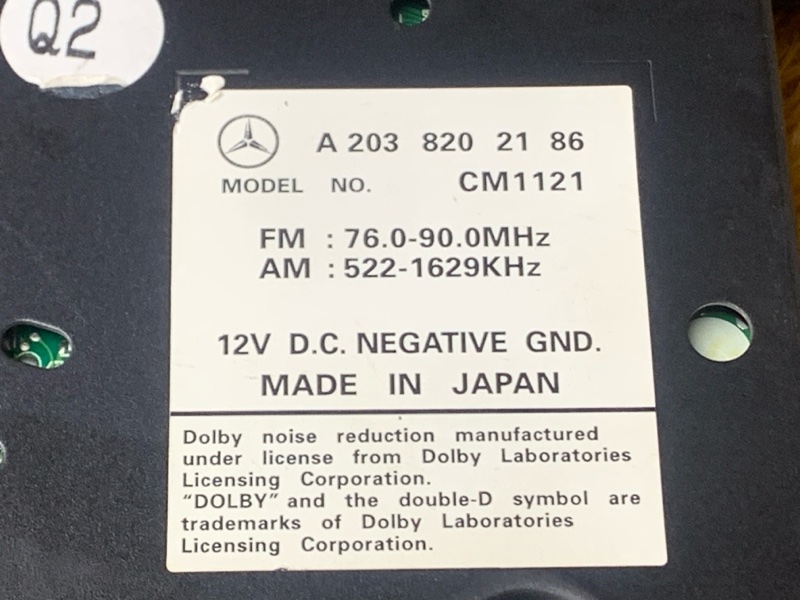 Q2
A 203 820 21 86
MODEL NO. CM1121
FM : 76.0-90.0MHz
AM : 522-1629KHz
12V D.C. NEGATIVE GND.
MADE IN JAPAN
Dolby noise reduction manufactured
under license from Dolby Laboratories
Licensing Corporation.
“DOLBY” and the double-D symbol are
trademarks of Dolby Laboratories
Licensing Corporation.